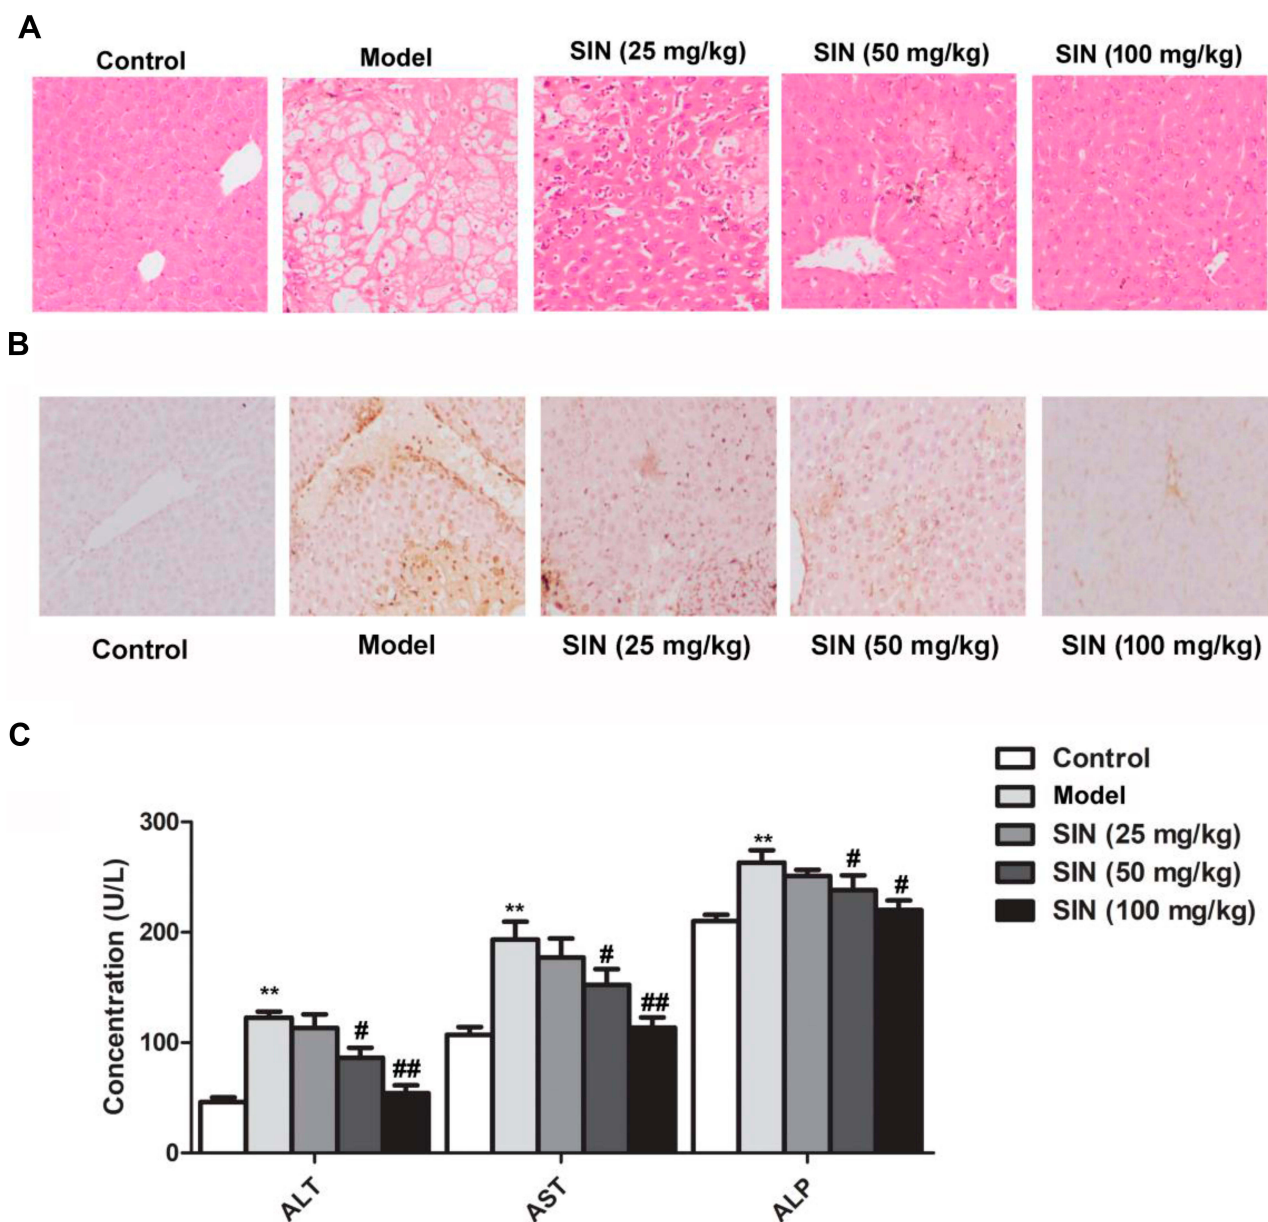 A
Control
Model
SIN (25 mg/kg)
SIN (50 mg/kg)
SIN (100 mg/kg)
B
Control
Model
SIN (25 mg/kg)
SIN (50 mg/kg)
SIN (100 mg/kg)
C
Control
Model
SIN (25 mg/kg)
SIN (50 mg/kg)
SIN (100 mg/kg)
Concentration (U/L)
300
200
100
0
**
#
##
**
#
##
**
#
#
ALT
AST
ALP